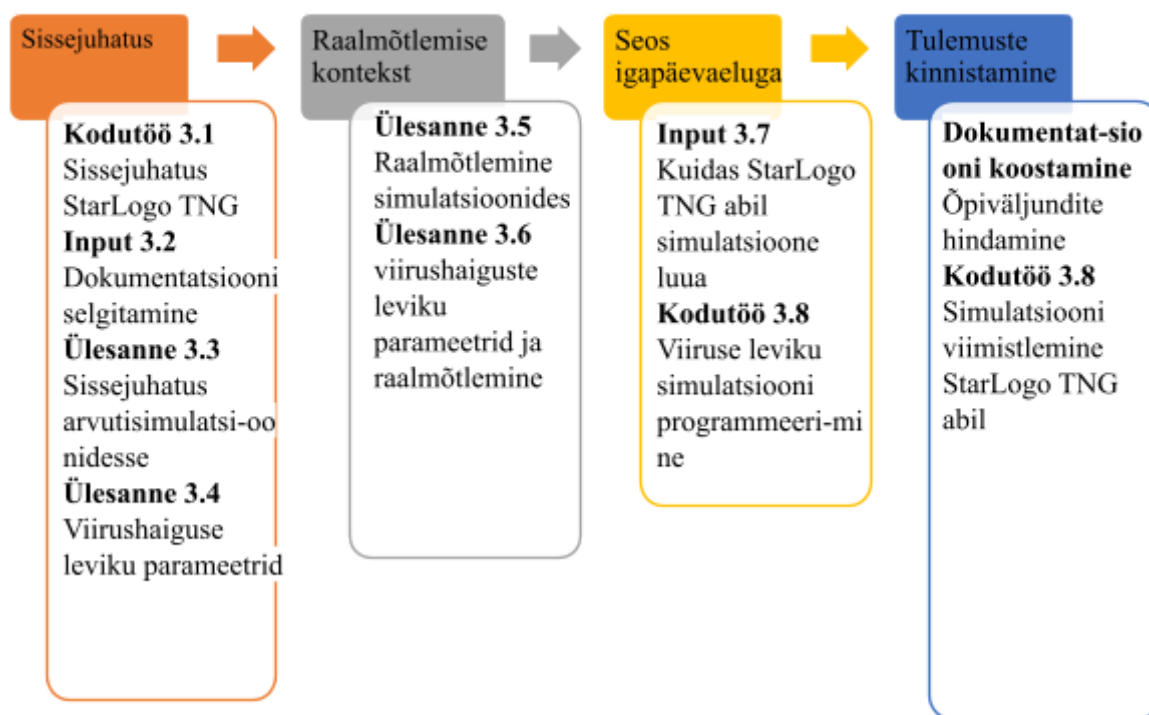 Sissejuhatus
Kodutöö 3.1
Sissejuhatus
StarLogo TNG
Input 3.2
Dokumentatsiooni
selgitamine
Ülesanne 3.3
Sissejuhatus
arvutisimulatsi-oo
nidesse
Ülesanne 3.4
Viirushaiguse
leviku parameetrid
Raalmõtlemise
kontekst
Ülesanne 3.5
Raalmõtlemine
simulatsioonides
Ülesanne 3.6
viirushaiguste
leviku
parameetrid ja
raalmõtlemine
Seos
igapäevaeluga
Input 3.7
Kuidas StarLogo
TNG abil
simulatsioone
luua
Kodutöö 3.8
Viiruse leviku
simulatsiooni
programmeeri-mi
ne
Tulemuste
kinnistamine
Dokumentat-sio
oni koostamine
Õpiväljundite
hindamine
Kodutöö 3.8
Simulatsiooni
viimistlemine
StarLogo TNG
abil